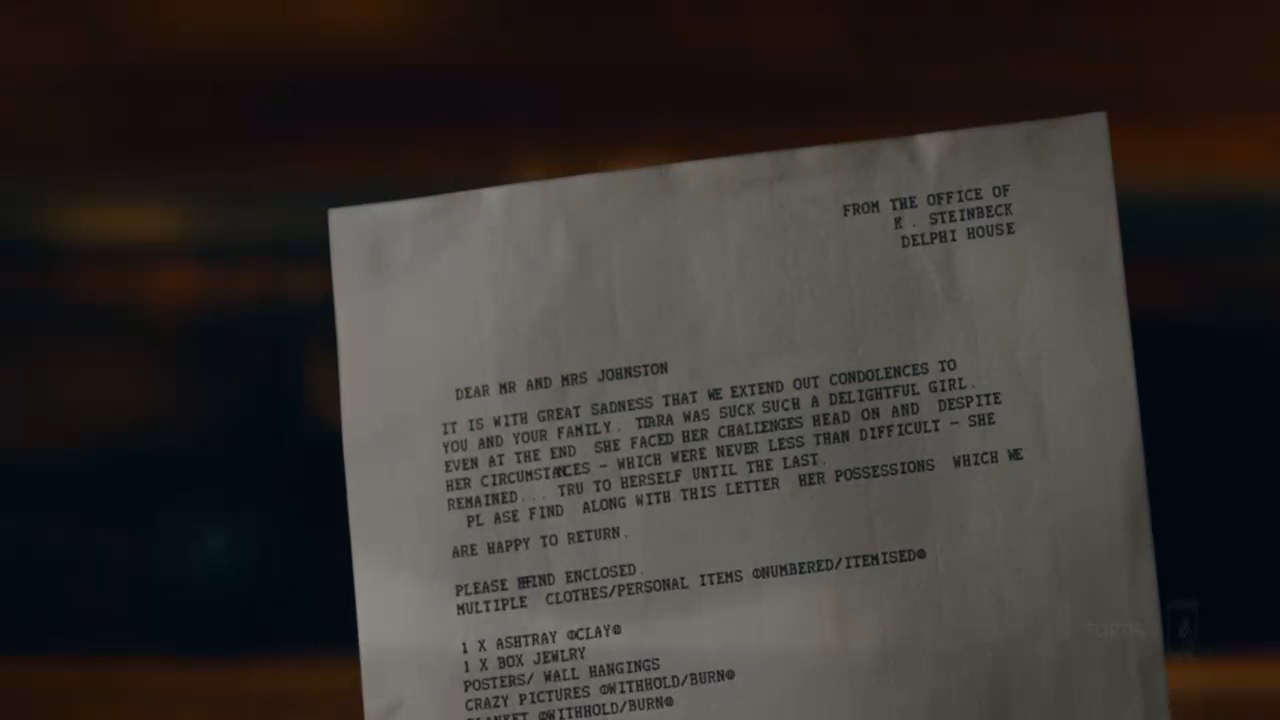 FROM THE OFFICE OF
K . STEINBECK
DELPHI HOUSE
DEAR MR AND MRS JOHNSTON
IT IS WITH GREAT SADNESS THAT WE EXTEND OUT CONDOLENCES TO
YOU AND YOUR FAMILY. TIARA WAS SUCK SUCH A DELIGHTFUL GIRL.
EVEN AT THE END SHE FACED HER CHALLENGES HEAD ON AND DESPITE
HER CIRCUMSTANCES - WHICH WERE NEVER LESS THAN DIFFICULT - SHE
REMAINED... TRU TO HERSELF UNTIL THE LAST.
PL ASE FIND ALONG WITH THIS LETTER HER POSSESSIONS WHICH WE
ARE HAPPY TO RETURN.
PLEASE FIND ENCLOSED.
MULTIPLE CLOTHES/PERSONAL ITEMS @NUMBERED/ITEMISED@
1 X ASHTRAY @CLAY@
1 X BOX JEWLRY
POSTERS/ WALL HANGINGS
CRAZY PICTURES @WITHHOLD/BURN@
BLANKET @WITHHOLD/BURN@